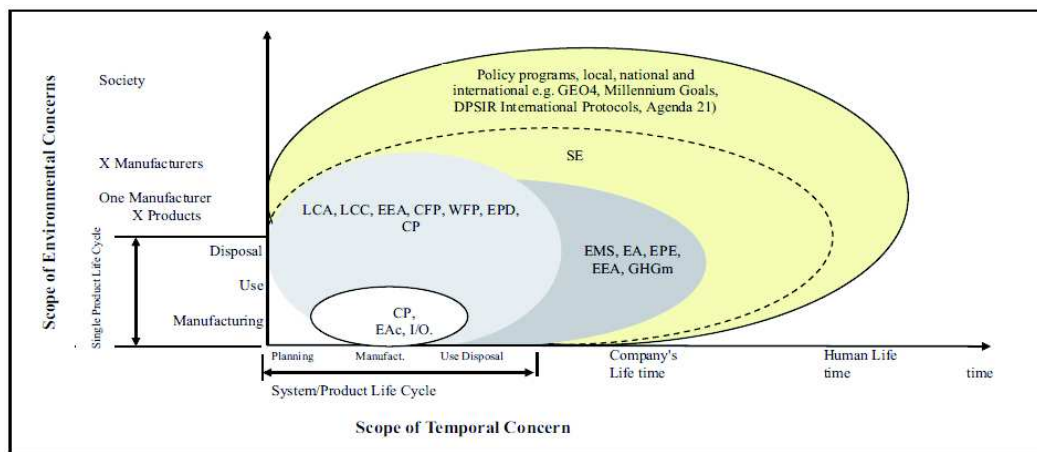 Scope of Environmental Concerns
Society
X Manufacturers
One Manufacturer
X Products
Single Product Life Cycle
Disposal
Use
Manufacturing
Policy programs, local, national and
international e.g. GEO4, Millennium Goals,
DPSIR International Protocols, Agenda 21)
SE
LCA, LCC, EEA, CFP, WFP, EPD,
CP
EMS, EA, EPE,
EEA, GHGm
CP,
EAc, I/O.
Planning
Manufact.
Use Disposal
Company's
Life time
Human Life
time
time
System/Product Life Cycle
Scope of Temporal Concern